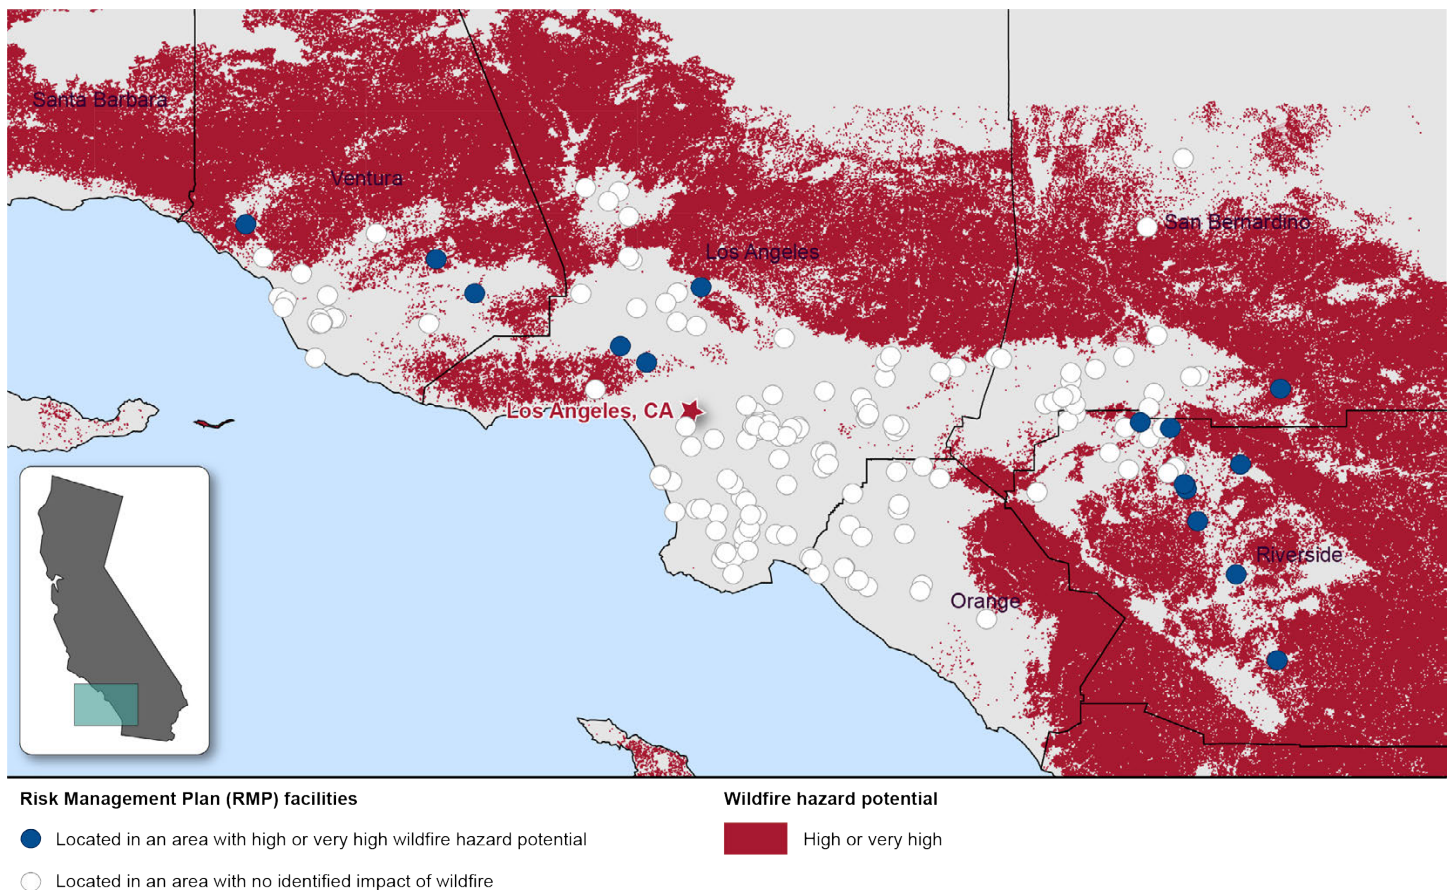 Santa Barbara
Ventura
Los Angeles
San Bernardino
Los Angeles, CA
Riverside
Orange
Risk Management Plan (RMP) facilities
Located in an area with high or very high wildfire hazard potential
Located in an area with no identified impact of wildfire
Wildfire hazard potential
High or very high